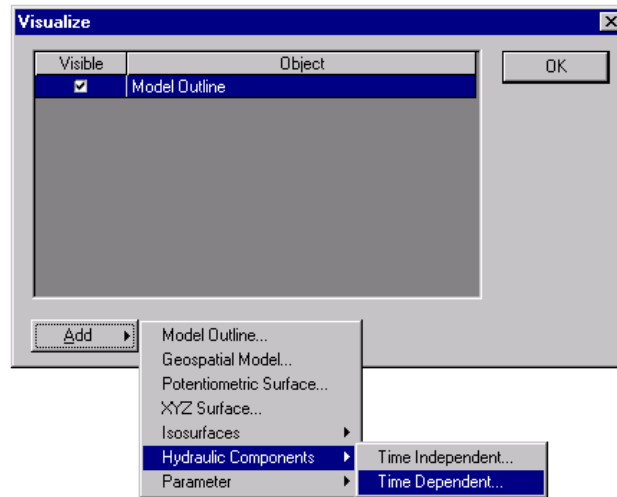 Visualize
Visible Object
Model Outline
OK
Add
Model Outline...
Geospatial Model...
Potentiometric Surface...
XYZ Surface...
Isosurfaces
Hydraulic Components
Time Independent...
Parameter
Time Dependent...